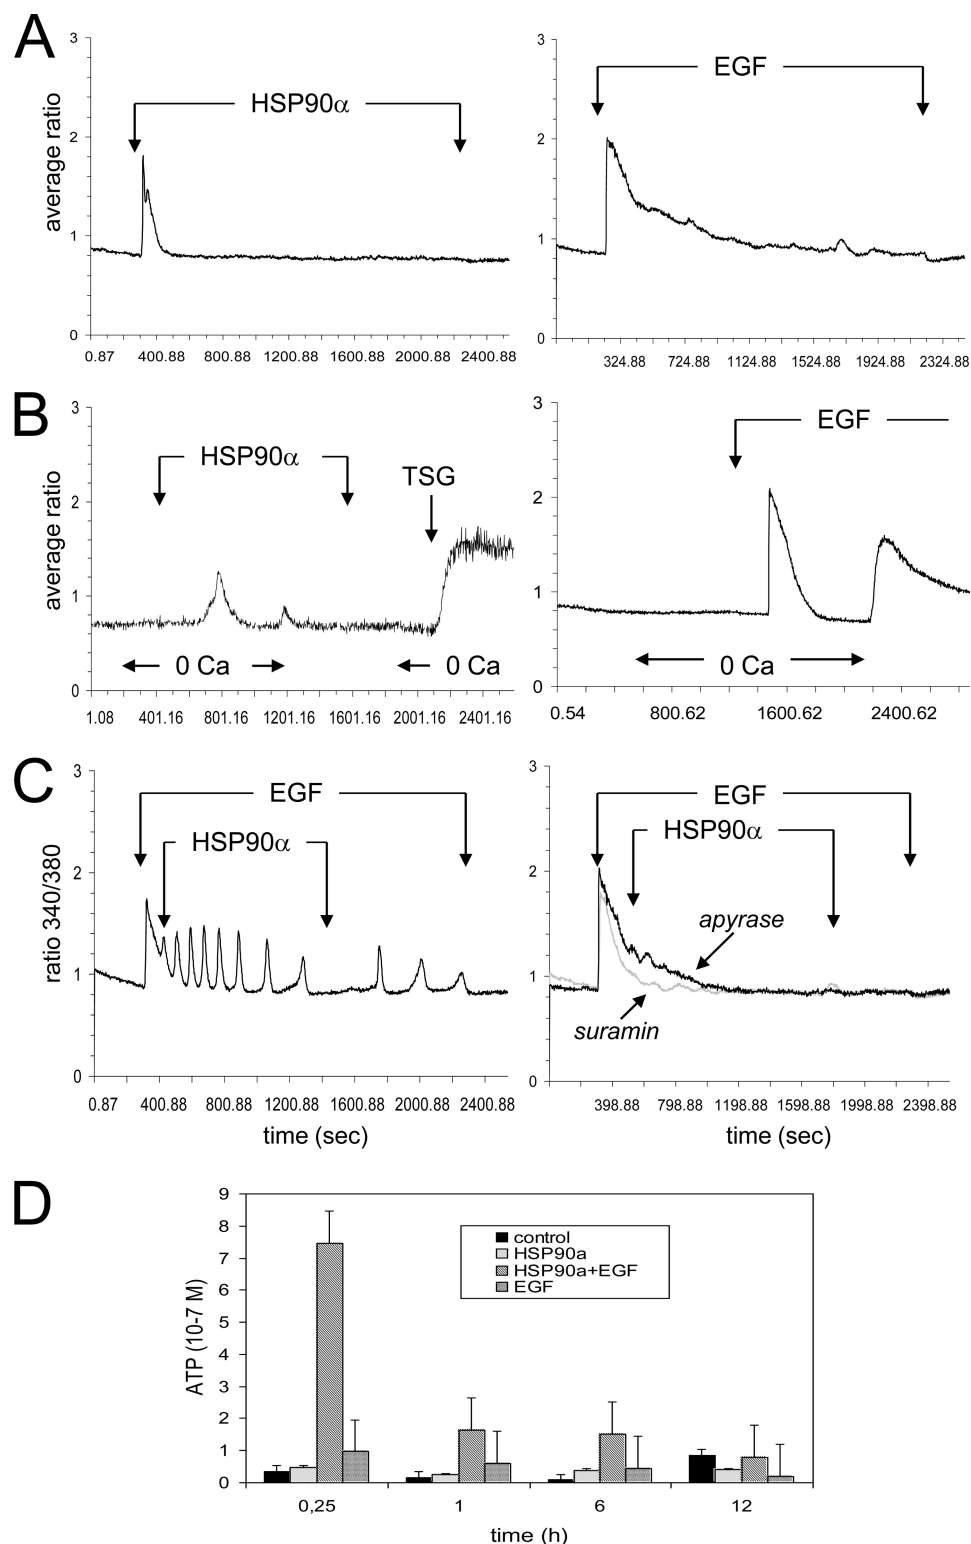 A
average ratio
3
2
1
0
HSP90α
0.87 400.88 800.88 1200.88 1600.88 2000.88 2400.88
3
2
1
0
EGF
324.88 724.88 1124.88 1524.88 1924.88 2324.88
B
average ratio
3
2
1
0
HSP90α
TSG
0 Ca
0 Ca
1.08 401.16 801.16 1201.16 1601.16 2001.16 2401.16
3
2
1
0
EGF
0 Ca
0.54 800.62 1600.62 2400.62
C
ratio 340/380
3
2
1
0
EGF
HSP90α
0.87 400.88 800.88 1200.88 1600.88 2000.88 2400.88
time (sec)
3
2
1
0
EGF
HSP90α
apyrase
suramin
398.88 798.88 1198.88 1598.88 1998.88 2398.88
time (sec)
D
ATP (10-7 M)
9
8
7
6
5
4
3
2
1
0
control
HSP90a
HSP90a+EGF
EGF
0,25 1 6 12
time (h)